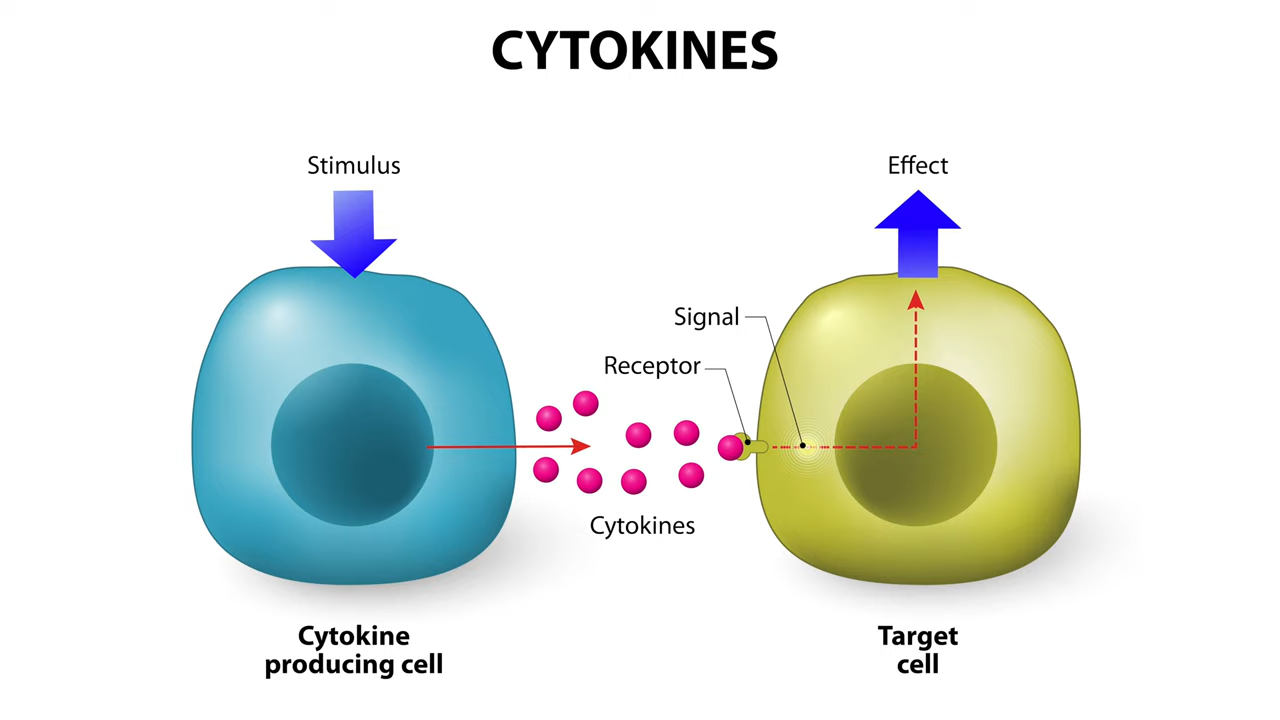 CYTOKINES
Stimulus
Effect
Signal
Receptor
Cytokines
Cytokine
producing cell
Target
cell